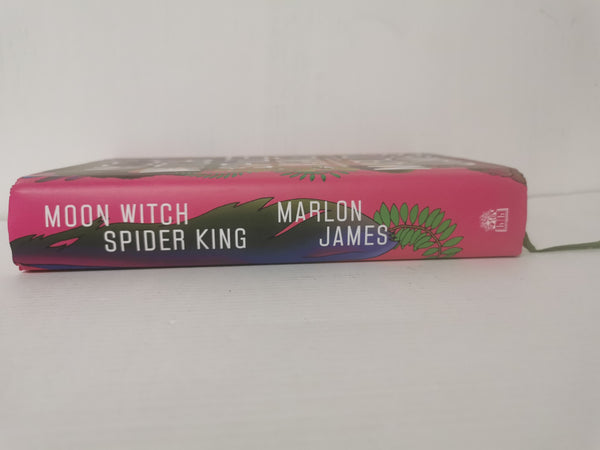 MOON WITCH
SPIDER KING
MARLON
JAMES